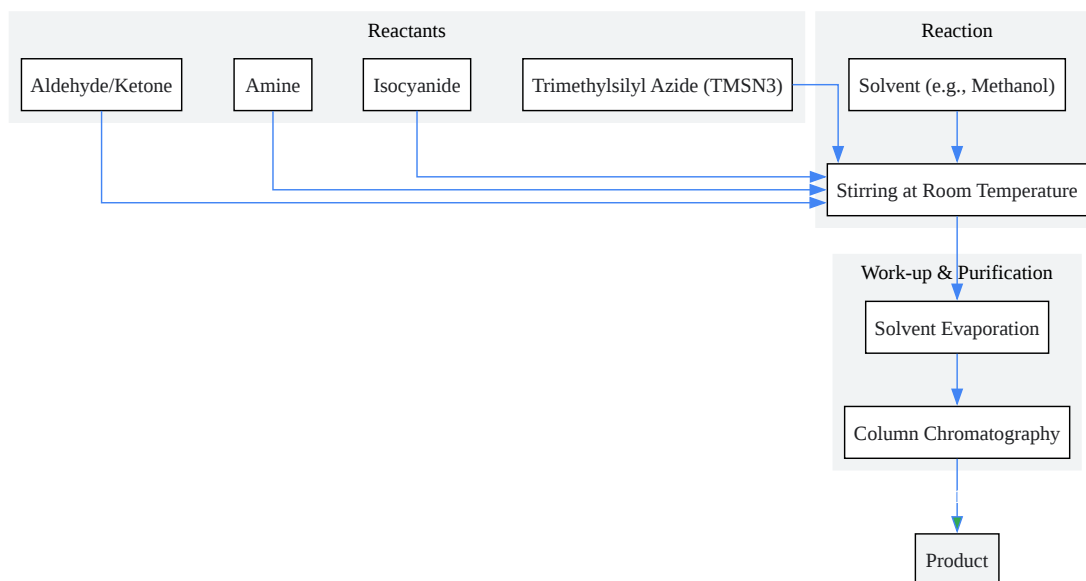 Reactants
Reaction
Aldehyde/Ketone
Amine
Isocyanide
Trimethylsilyl Azide (TMSN3)
Solvent (e.g., Methanol)
Stirring at Room Temperature
Work-up & Purification
Solvent Evaporation
Column Chromatography
Product